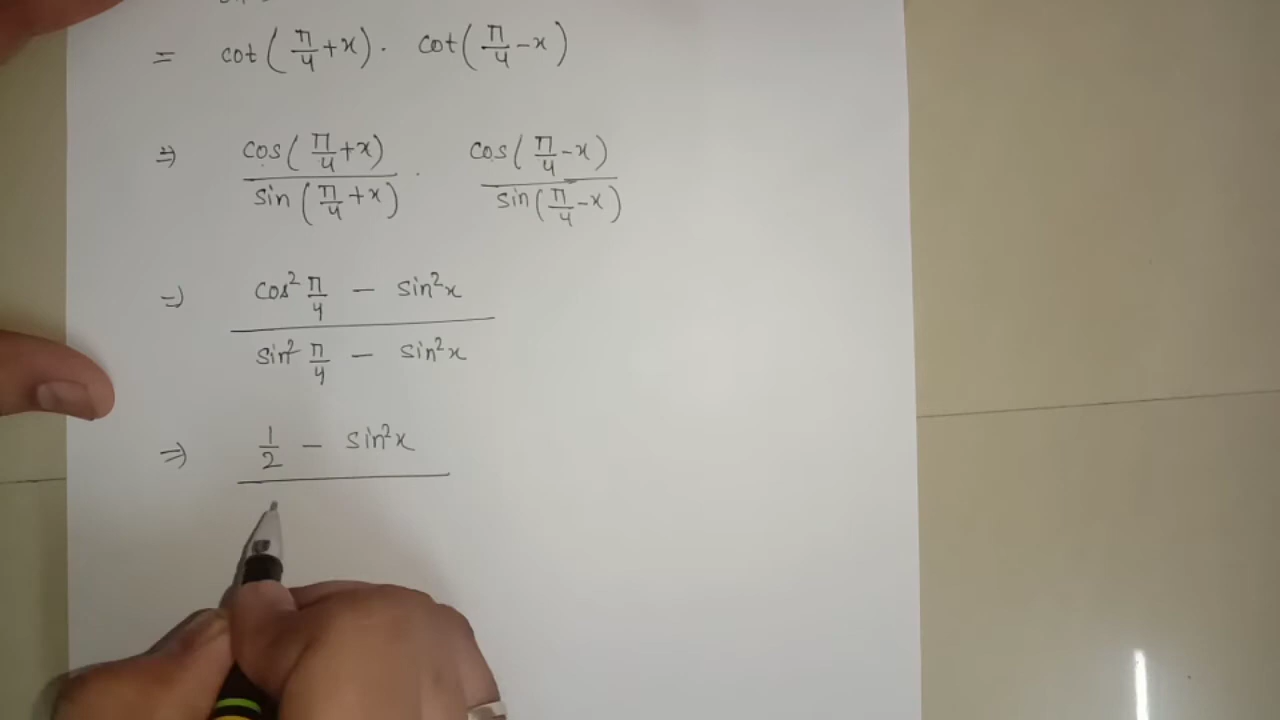 = cot(π/4+x) . cot(π/4-x)
⇒ cos(π/4+x)/sin(π/4+x) . cos(π/4-x)/sin(π/4-x)
⇒ (cos² π/4 - sin²x)/(sin² π/4 - sin²x)
⇒ 1/2 - sin²x